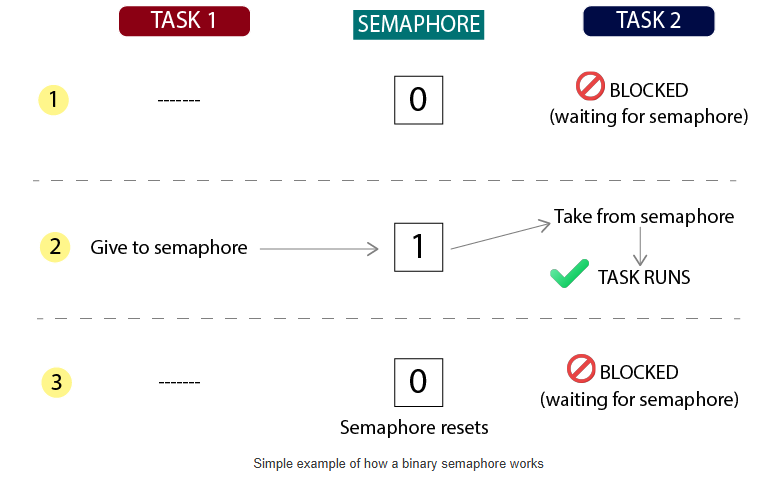 TASK 1
SEMAPHORE
TASK 2
1
-------
0
BLOCKED
(waiting for semaphore)
2
Give to semaphore
1
Take from semaphore
TASK RUNS
3
-------
0
BLOCKED
(waiting for semaphore)
Semaphore resets
Simple example of how a binary semaphore works